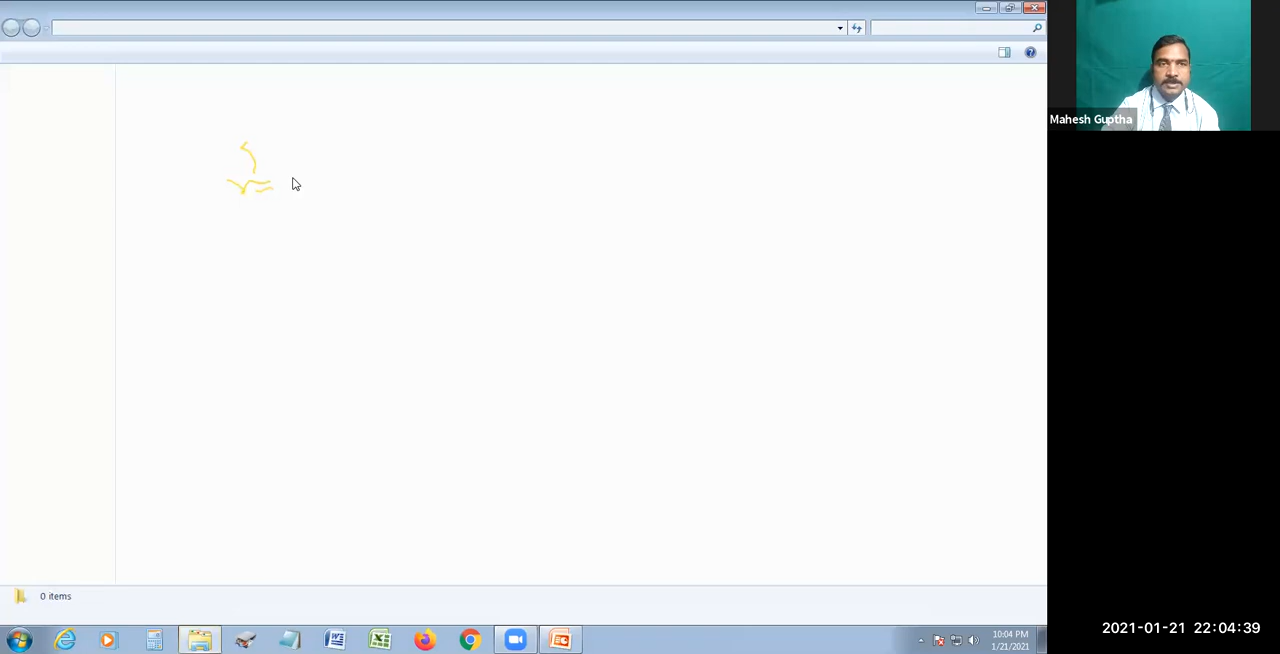 Mahesh Guptha
0 items
10:04 PM
1/21/2021
2021-01-21 22:04:39